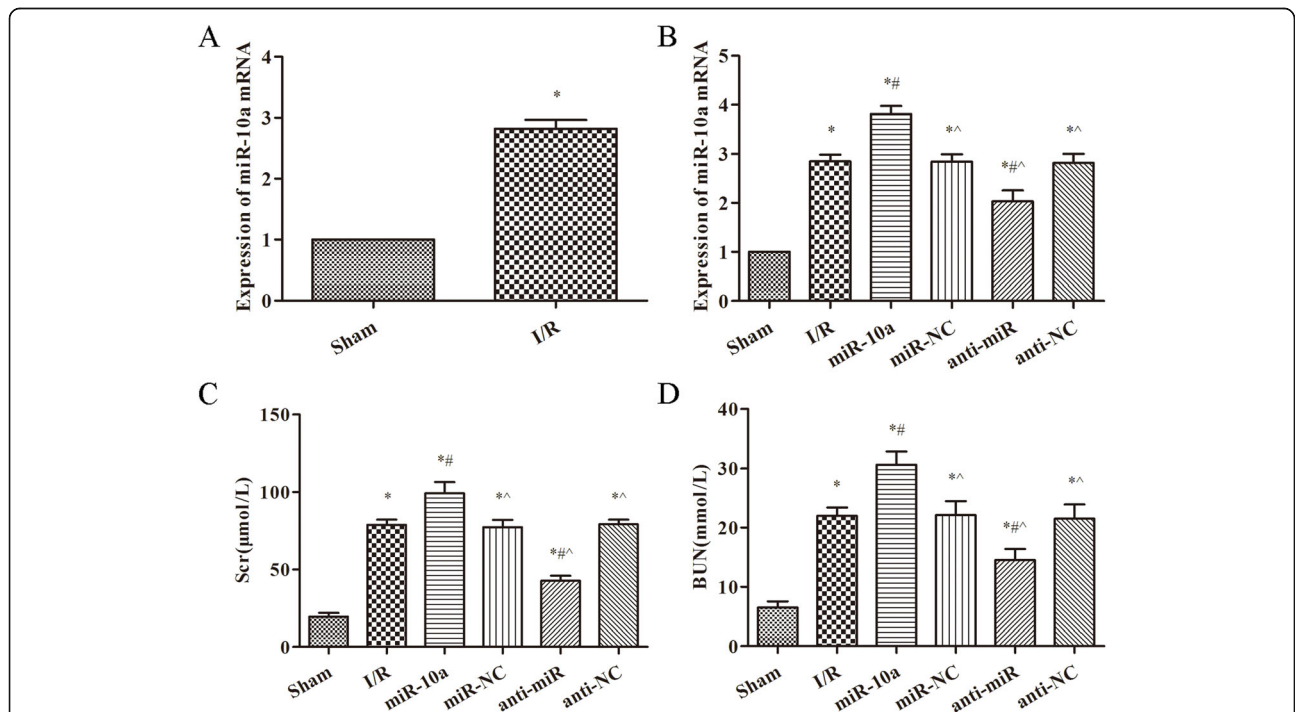 A
Expression of miR-10a mRNA
4
3
2
1
0
*
Sham
I/R
B
Expression of miR-10a mRNA
5
4
3
2
1
0
*
*#
*^
*#^
*^
Sham
I/R
miR-10a
miR-NC
anti-miR
anti-NC
C
Scr(μmol/L)
150
100
50
0
*
*#
*^
*#^
*^
Sham
I/R
miR-10a
miR-NC
anti-miR
anti-NC
D
BUN(mmol/L)
40
30
20
10
0
*
*#
*^
*#^
*^
Sham
I/R
miR-10a
miR-NC
anti-miR
anti-NC